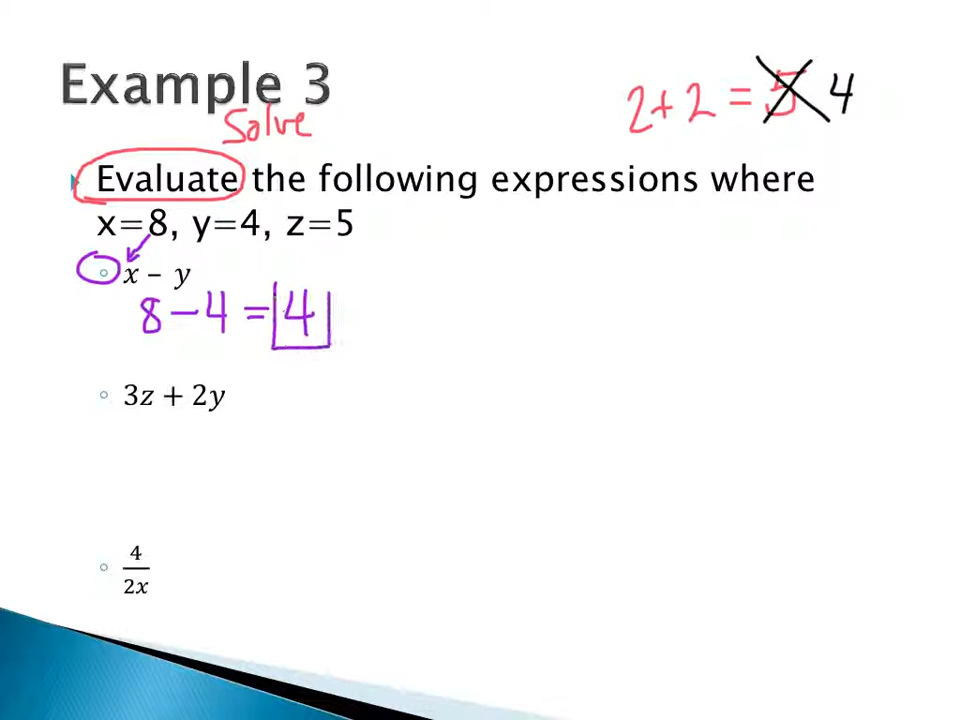 Example 3
2+2=5 4
Solve
Evaluate the following expressions where
x=8, y=4, z=5
x – y
8-4=4
3z + 2y
4
2x